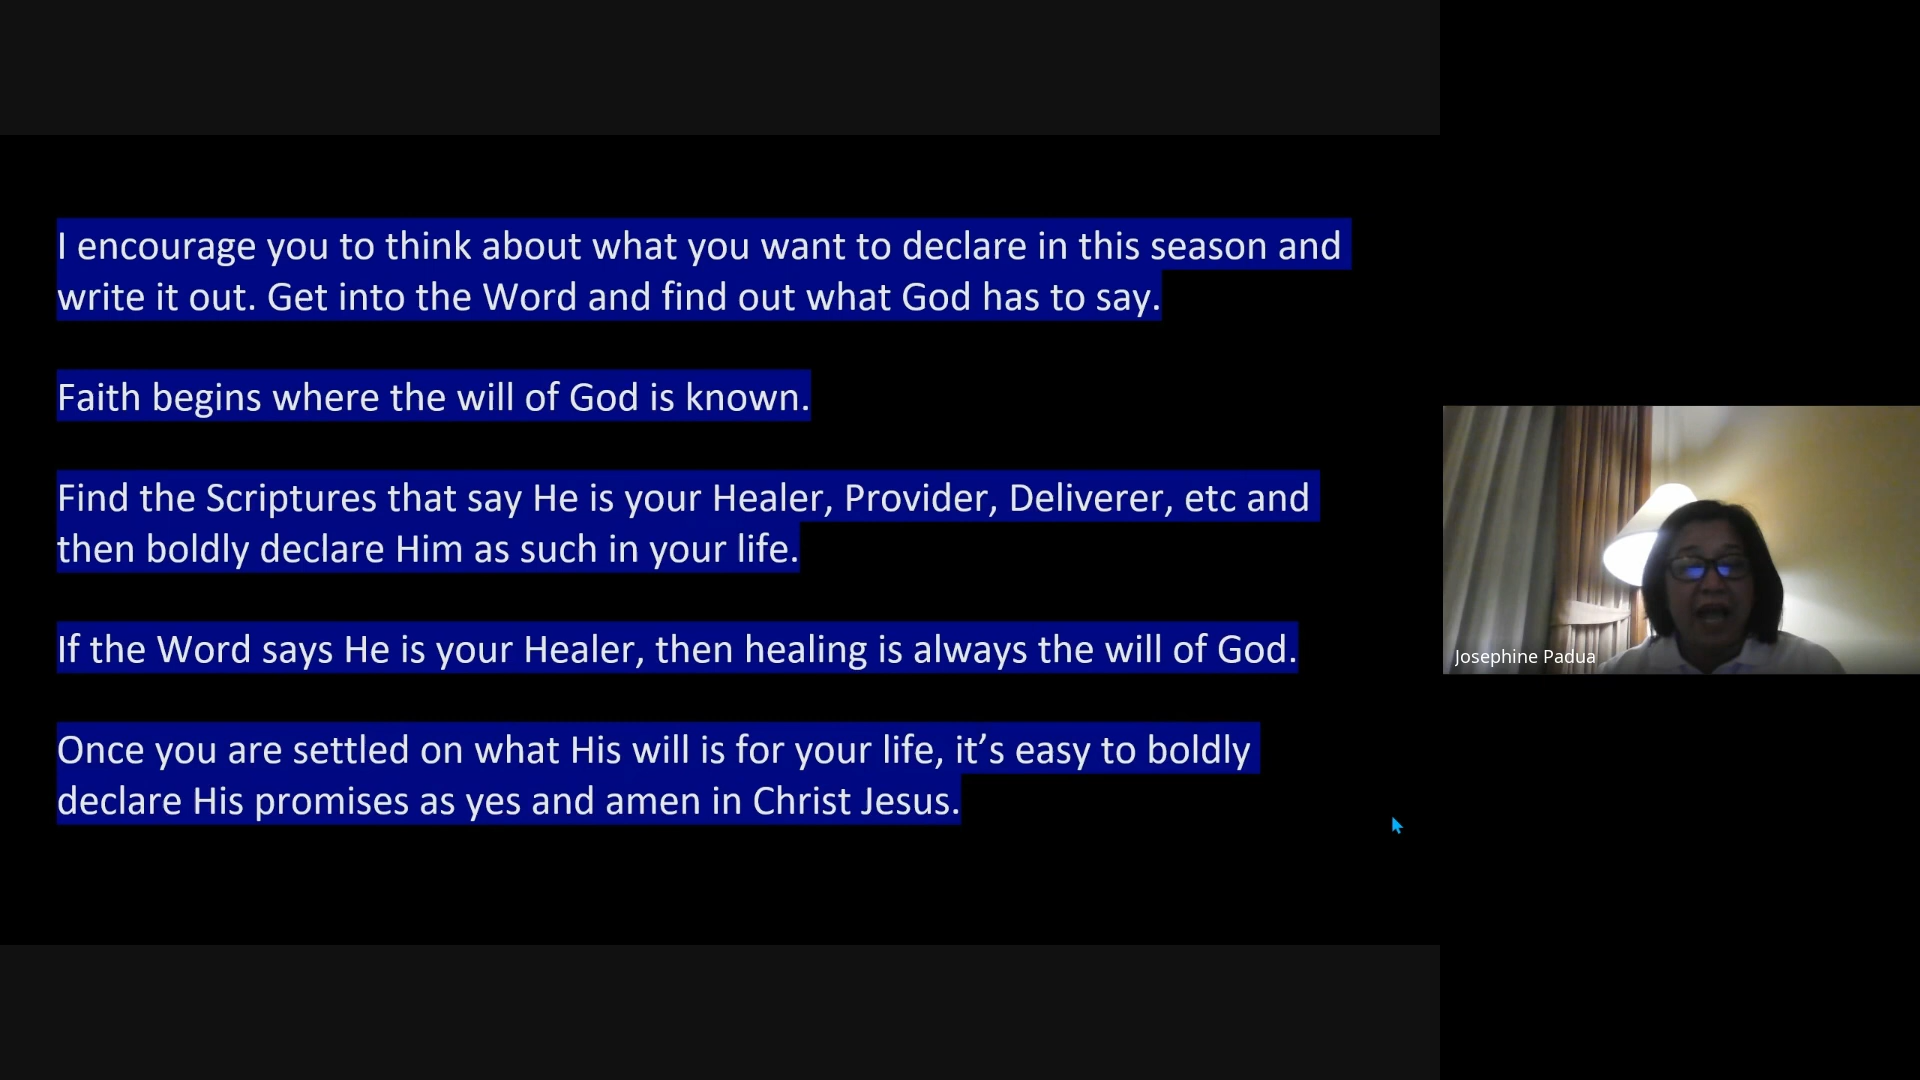 I encourage you to think about what you want to declare in this season and
write it out. Get into the Word and find out what God has to say.
Faith begins where the will of God is known.
Find the Scriptures that say He is your Healer, Provider, Deliverer, etc and
then boldly declare Him as such in your life.
If the Word says He is your Healer, then healing is always the will of God.
Once you are settled on what His will is for your life, it’s easy to boldly
declare His promises as yes and amen in Christ Jesus.
Josephine Padua